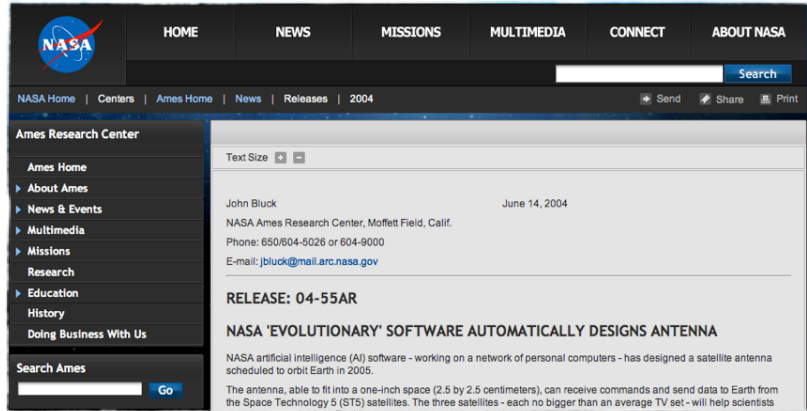 NASA
HOME NEWS MISSIONS MULTIMEDIA CONNECT ABOUT NASA
Search
NASA Home | Centers | Ames Home | News | Releases | 2004
Send Share Print
Ames Research Center
Ames Home
About Ames
News & Events
Multimedia
Missions
Research
Education
History
Doing Business With Us
Search Ames
Go
Text Size + -
John Bluck June 14, 2004
NASA Ames Research Center, Moffett Field, Calif.
Phone: 650/604-5026 or 604-9000
E-mail: jbluck@mail.arc.nasa.gov
RELEASE: 04-55AR
NASA 'EVOLUTIONARY' SOFTWARE AUTOMATICALLY DESIGNS ANTENNA
NASA artificial intelligence (AI) software - working on a network of personal computers - has designed a satellite antenna
scheduled to orbit Earth in 2005.
The antenna, able to fit into a one-inch space (2.5 by 2.5 centimeters), can receive commands and send data to Earth from
the Space Technology 5 (ST5) satellites. The three satellites - each no bigger than an average TV set - will help scientists